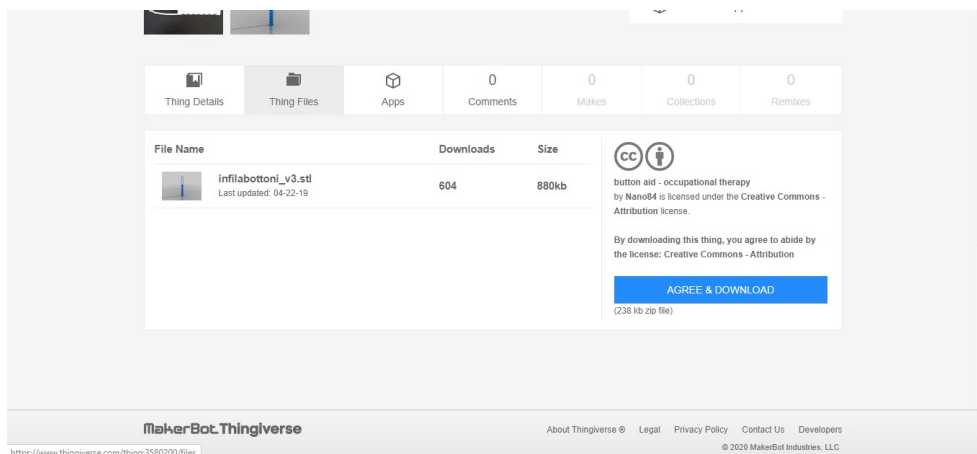 Thing Details
Thing Files
Apps
0
Comments
0
Makes
0
Collections
0
Remixes
File Name Downloads Size
infilabottoni_v3.stl
Last updated: 04-22-19
604 880kb
cc
button aid - occupational therapy
by Nano84 is licensed under the Creative Commons -
Attribution license.
By downloading this thing, you agree to abide by
the license: Creative Commons - Attribution
AGREE & DOWNLOAD
(238 kb zip file)
MakerBot Thingiverse
About Thingiverse ® Legal Privacy Policy Contact Us Developers
© 2020 MakerBot Industries, LLC
https://www.thingiverse.com/thing:3580200/files